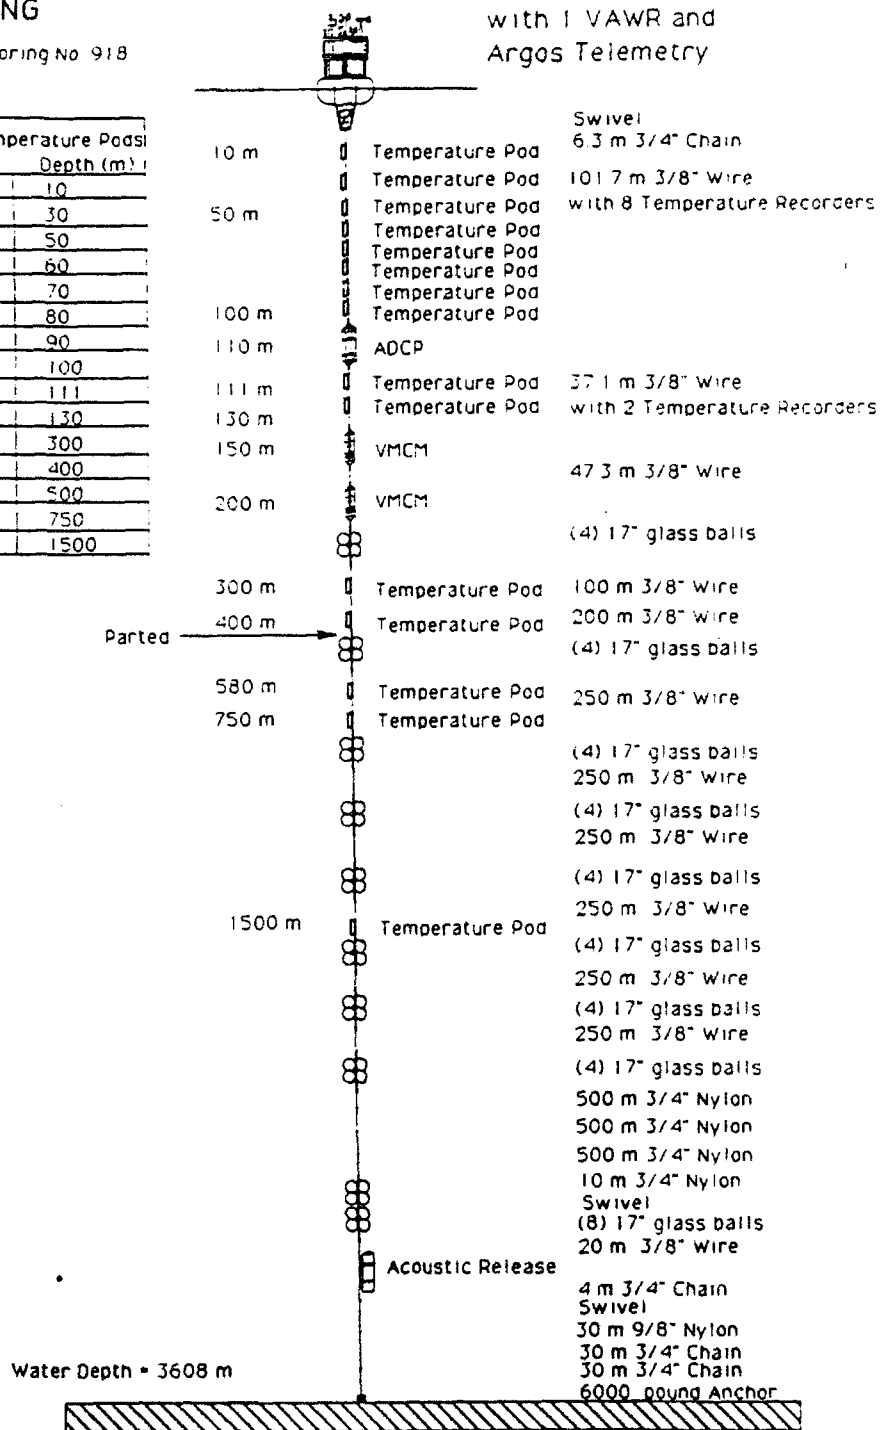 NG
with 1 VAWR and
oring No 918
Argos Telemetry
Swivel
6.3 m 3/4" Chain
nperature Pods
Depth (m)
10
30
50
60
70
80
90
100
111
130
300
400
500
750
1500
10 m Temperature Pod
Temperature Pod 101.7 m 3/8" Wire
50 m Temperature Pod with 8 Temperature Recorders
Temperature Pod
Temperature Pod
Temperature Pod
Temperature Pod
100 m Temperature Pod
110 m ADCP
111 m Temperature Pod 37.1 m 3/8" Wire
130 m Temperature Pod with 2 Temperature Recorders
150 m VMCM
47.3 m 3/8" Wire
200 m VMCM
(4) 17" glass balls
300 m Temperature Pod 100 m 3/8" Wire
400 m Temperature Pod 200 m 3/8" Wire
Parted
(4) 17" glass balls
580 m Temperature Pod 250 m 3/8" Wire
750 m Temperature Pod
(4) 17" glass balls
250 m 3/8" Wire
(4) 17" glass balls
250 m 3/8" Wire
(4) 17" glass balls
250 m 3/8" Wire
1500 m Temperature Pod
(4) 17" glass balls
250 m 3/8" Wire
(4) 17" glass balls
250 m 3/8" Wire
(4) 17" glass balls
500 m 3/4" Nylon
500 m 3/4" Nylon
500 m 3/4" Nylon
10 m 3/4" Nylon
Swivel
(8) 17" glass balls
20 m 3/8" Wire
Acoustic Release
4 m 3/4" Chain
Swivel
30 m 9/8" Nylon
30 m 3/4" Chain
30 m 3/4" Chain
Water Depth = 3608 m
6000 pound Anchor